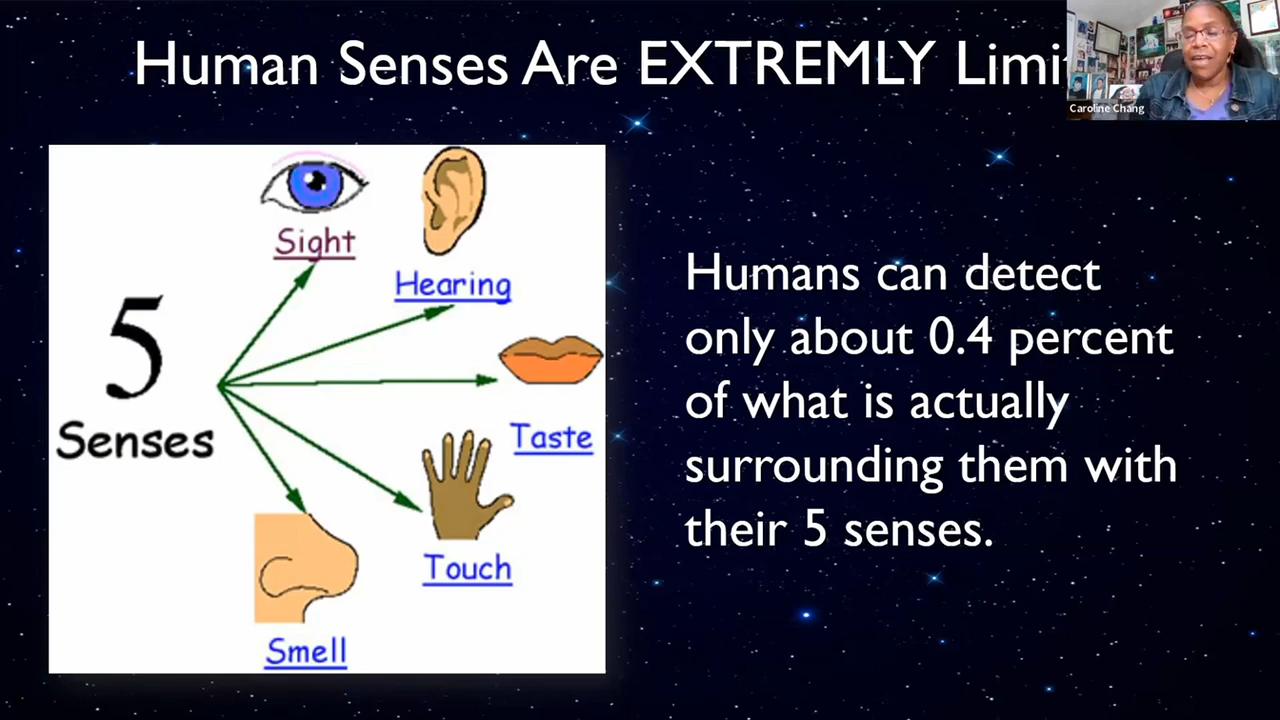 Human Senses Are EXTREMLY Limi
Caroline Chang
Sight
Hearing
5
Senses
Taste
Touch
Smell
Humans can detect
only about 0.4 percent
of what is actually
surrounding them with
their 5 senses.